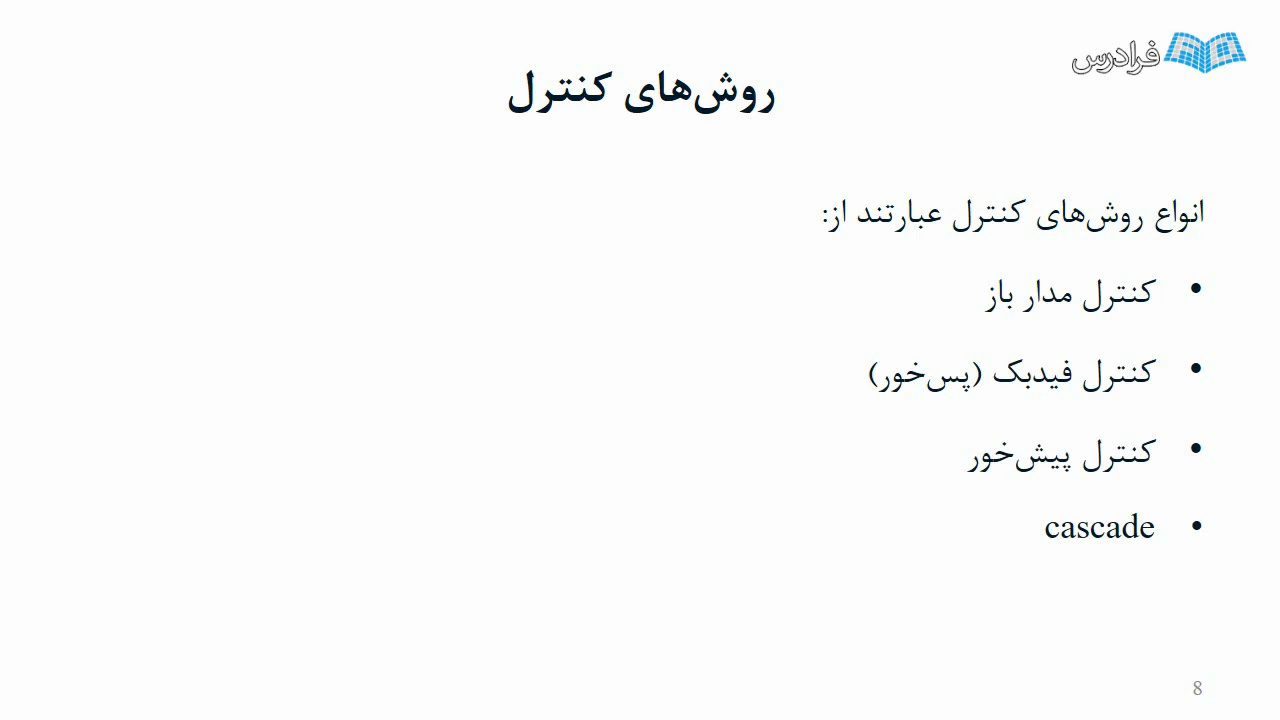 فرادرس
روش‌های کنترل
انواع روش‌های کنترل عبارتند از:
• کنترل مدار باز
• کنترل فیدبک (پس‌خور)
• کنترل پیش‌خور
• cascade
8